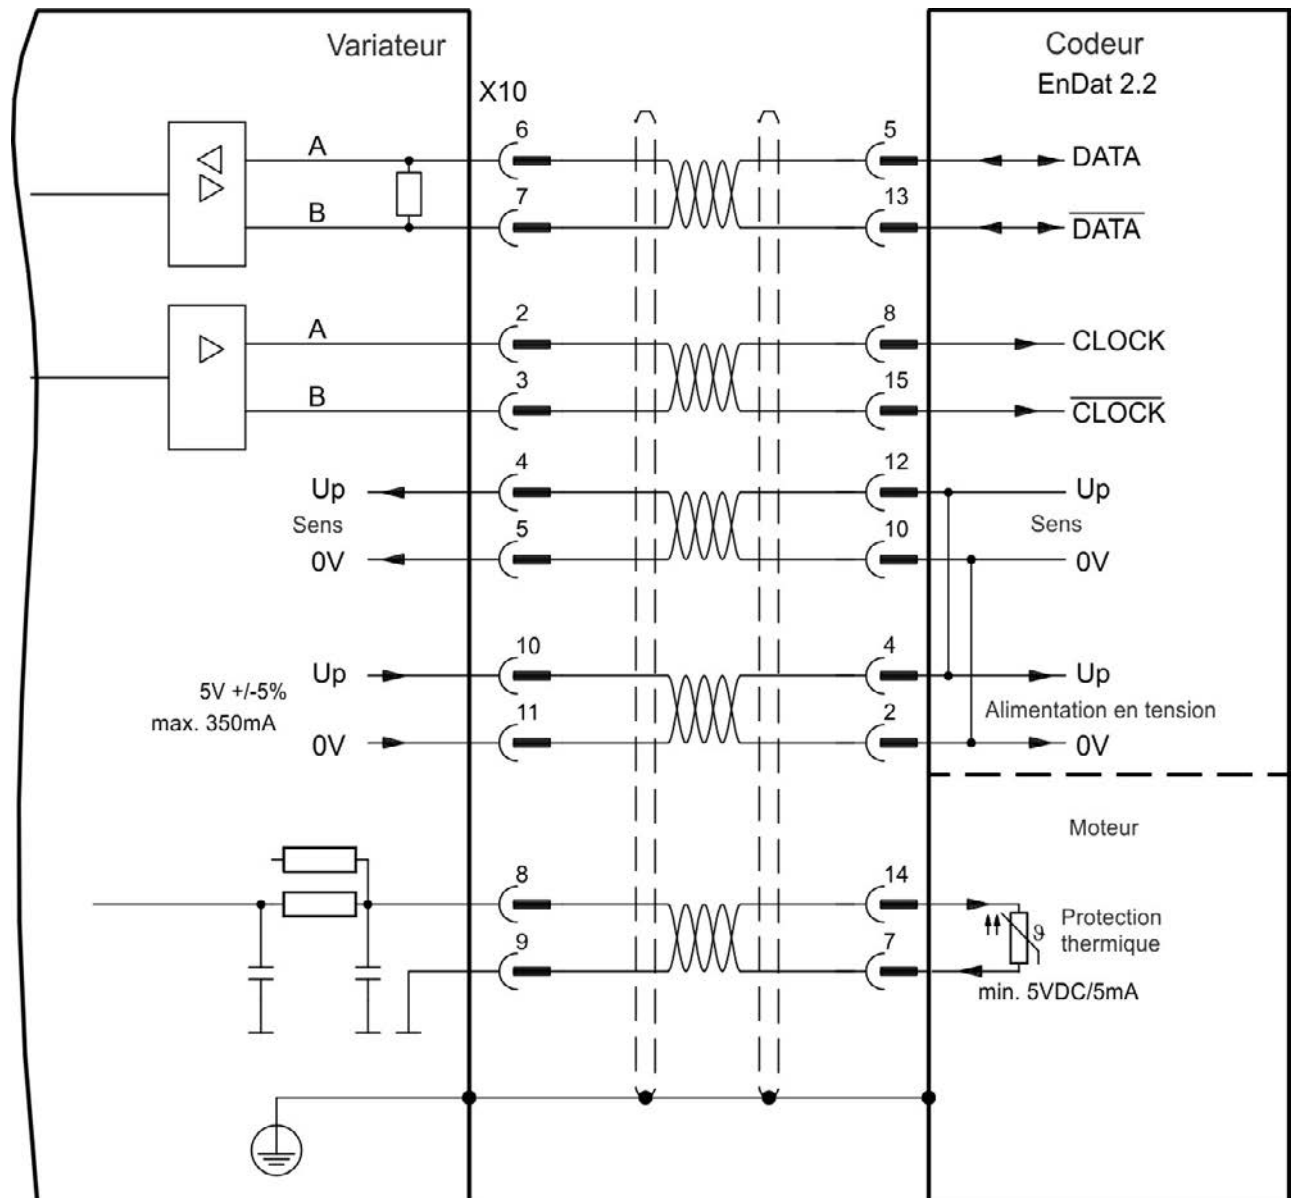 Variateur
Codeur
EnDat 2.2
X10
A
6
5
DATA
B
7
13
DATA
A
2
8
CLOCK
B
3
15
CLOCK
Up
4
12
Up
Sens
Sens
0V
5
10
0V
Up
10
4
Up
5V +/-5%
max. 350mA
Alimentation en tension
0V
11
2
0V
Moteur
8
14
Protection
thermique
ϑ
9
7
min. 5VDC/5mA